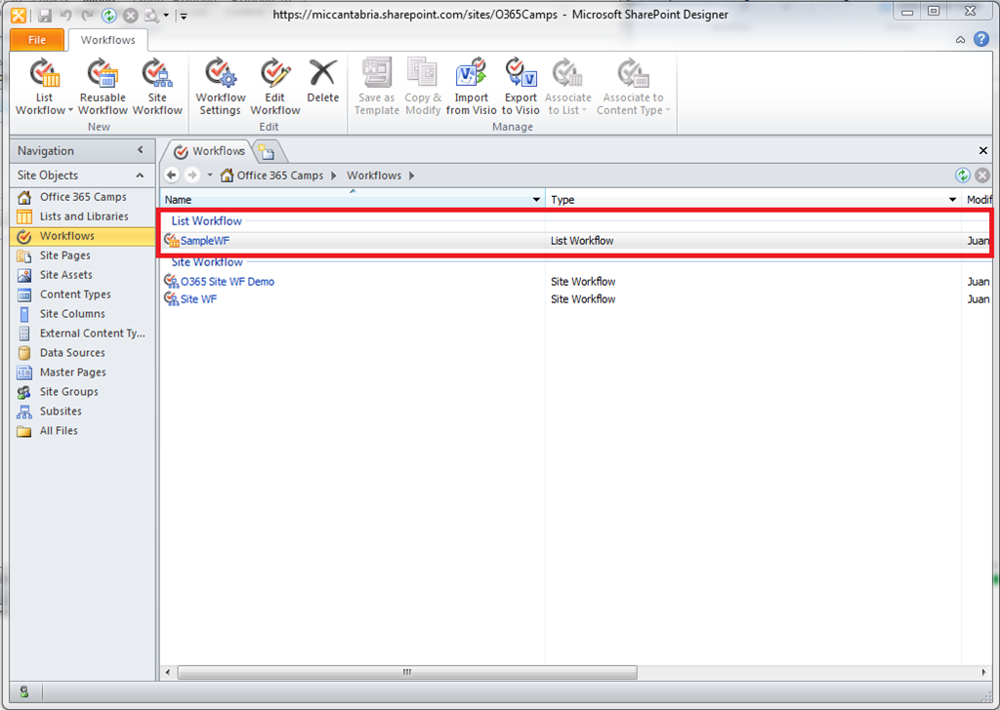 https://miccantabria.sharepoint.com/sites/O365Camps - Microsoft SharePoint Designer
File Workflows
List Workflow
Reusable Workflow
Site Workflow
New
Workflow Settings
Edit Workflow
Delete
Edit
Save as Template
Copy & Modify
Import from Visio
Export to Visio
Associate to List
Associate to Content Type
Manage
Navigation
Site Objects
Office 365 Camps
Lists and Libraries
Workflows
Site Pages
Site Assets
Content Types
Site Columns
External Content Ty...
Data Sources
Master Pages
Site Groups
Subsites
All Files
Workflows
Office 365 Camps Workflows
Name Type Modif
List Workflow
SampleWF List Workflow Juan
Site Workflow
O365 Site WF Demo Site Workflow Juan
Site WF Site Workflow Juan